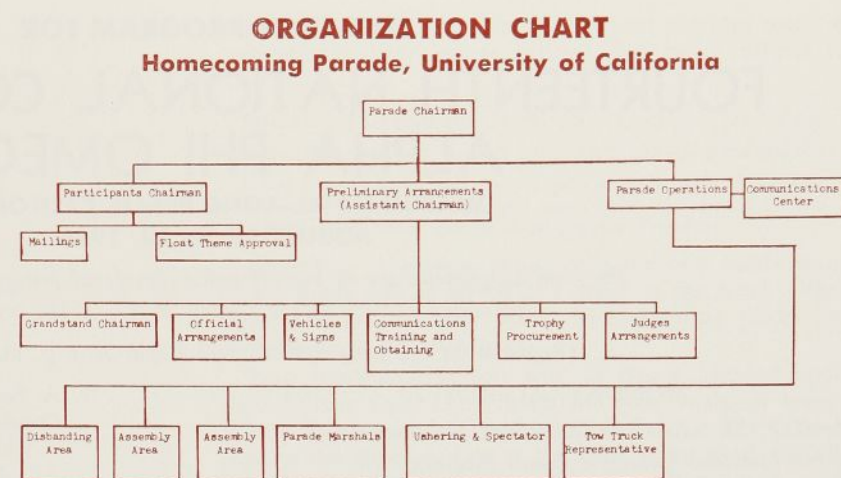 ORGANIZATION CHART
Homecoming Parade, University of California
Parade Chairman
Participants Chairman
Preliminary Arrangements
(Assistant Chairman)
Parade Operations
Communications
Center
Mailings
Float Theme Approval
Grandstand Chairman
Official
Arrangements
Vehicles
& Signs
Communications
Training and
Obtaining
Trophy
Procurement
Judges
Arrangements
Disbanding
Area
Assembly
Area
Assembly
Area
Parade Marshals
Ushering & Spectator
Tow Truck
Representative